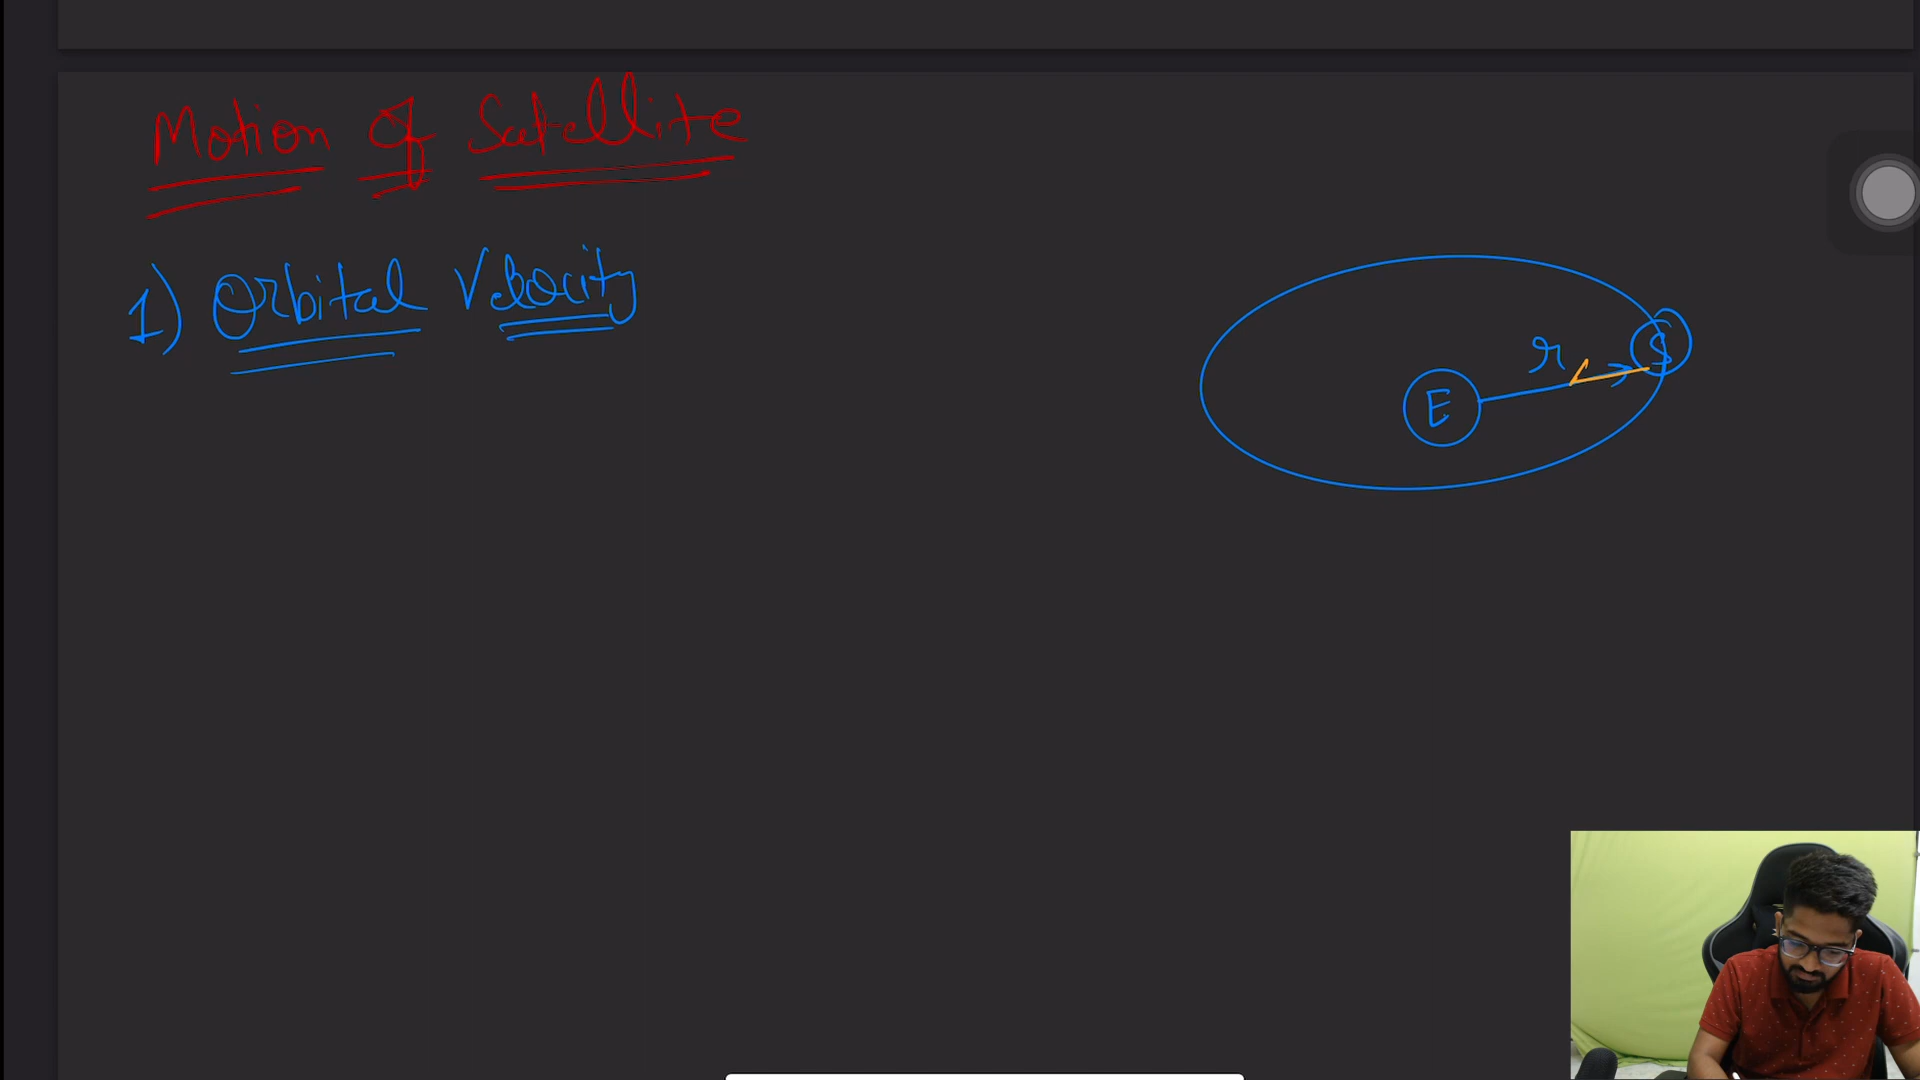 Motion Of Satellite
1) Orbital Velocity
r
S
E